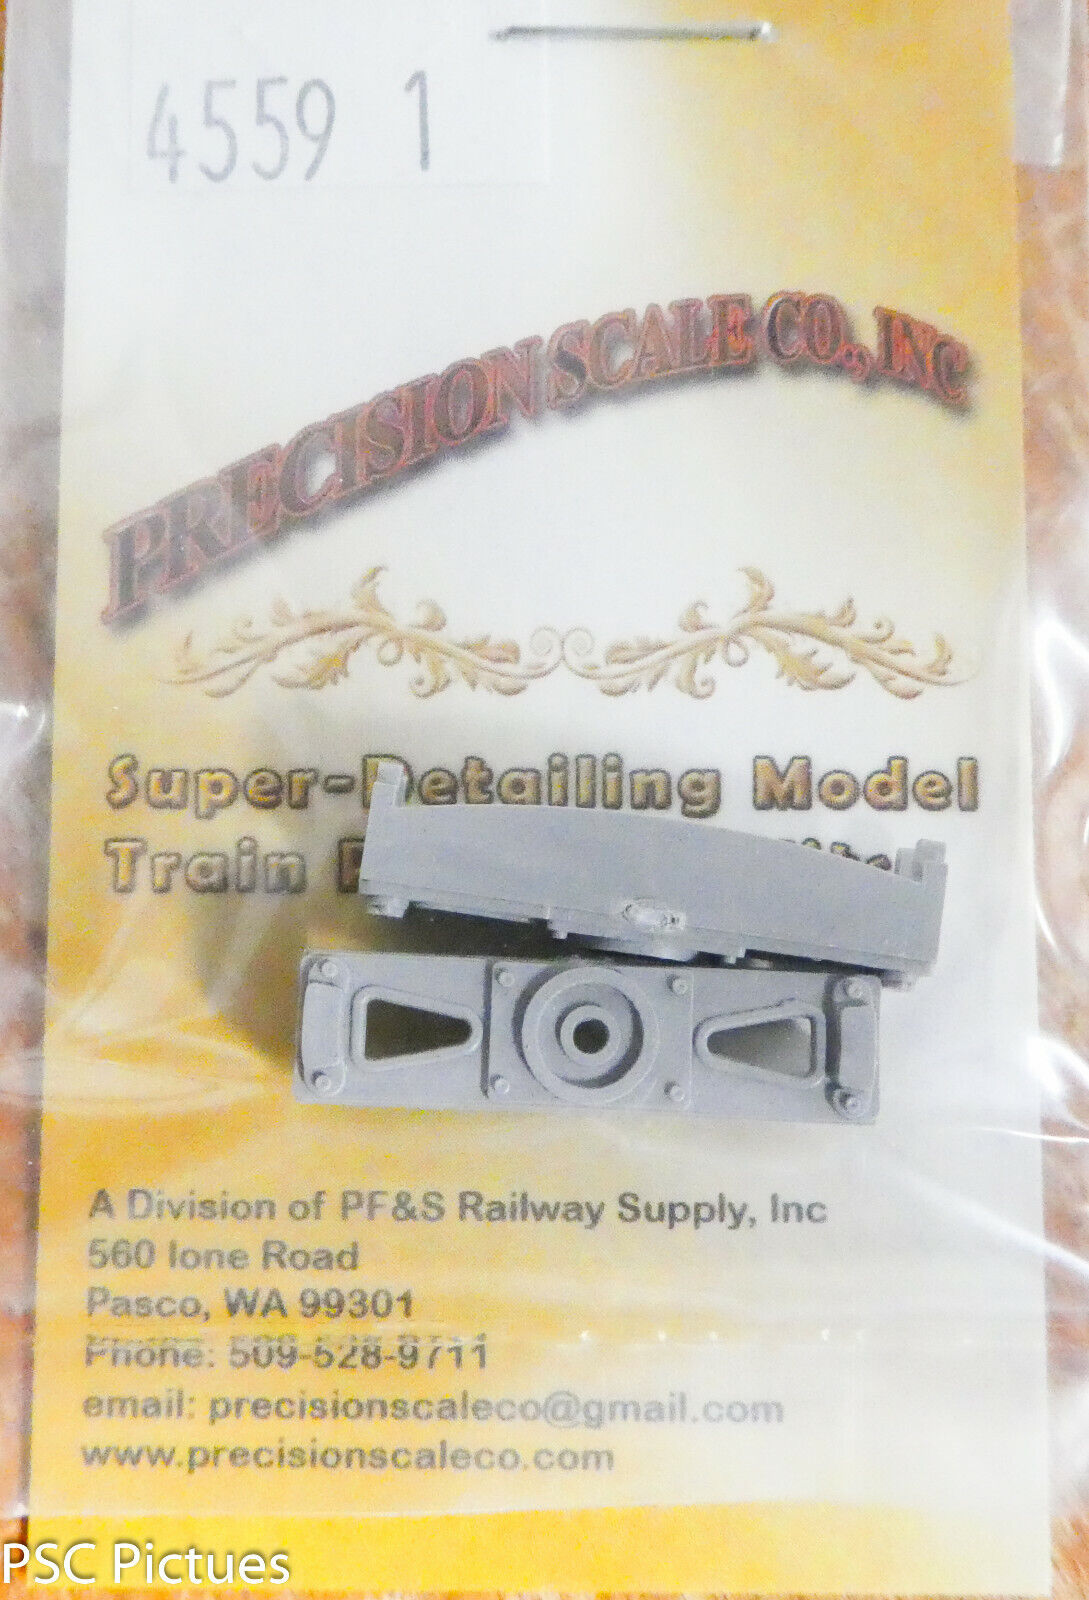 4559 1
PRECISION SCALE CO., INC
Super-Detailing Model
Train
A Division of PF&S Railway Supply, Inc
560 Ione Road
Pasco, WA 99301
Phone: 509-528-9711
email: precisionscaleco@gmail.com
www.precisionscaleco.com
PSC Pictues